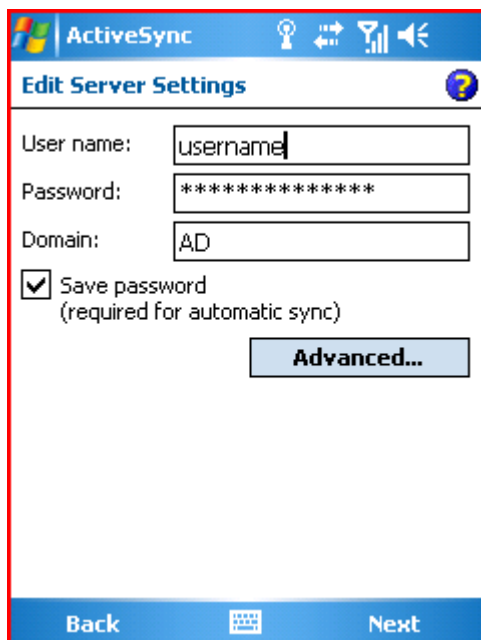 ActiveSync
Edit Server Settings
User name: username
Password: **************
Domain: AD
Save password
(required for automatic sync)
Advanced...
Back Next